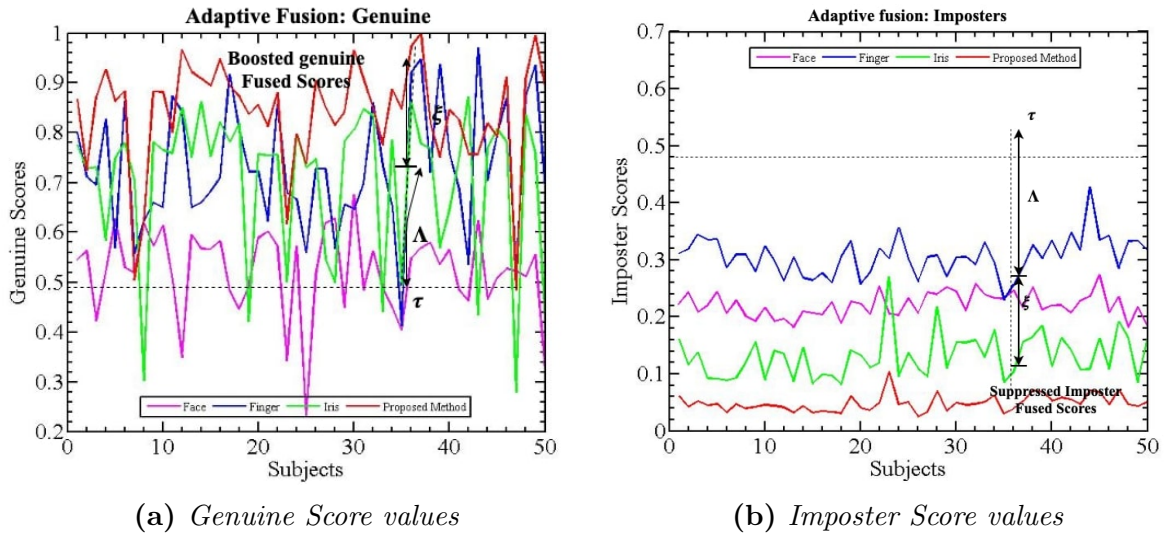 Adaptive Fusion: Genuine
1
0.9
0.8
0.7
0.6
0.5
0.4
0.3
0.2
Genuine Scores
Boosted genuine
Fused Scores
ξ
Λ
τ
Face Finger Iris Proposed Method
0 10 20 30 40 50
Subjects
(a) Genuine Score values
Adaptive fusion: Imposters
0.7
0.6
0.5
0.4
0.3
0.2
0.1
0
Imposter Scores
Face Finger Iris Proposed Method
τ
Λ
ξ
Suppressed Imposter
Fused Scores
0 10 20 30 40 50
Subjects
(b) Imposter Score values